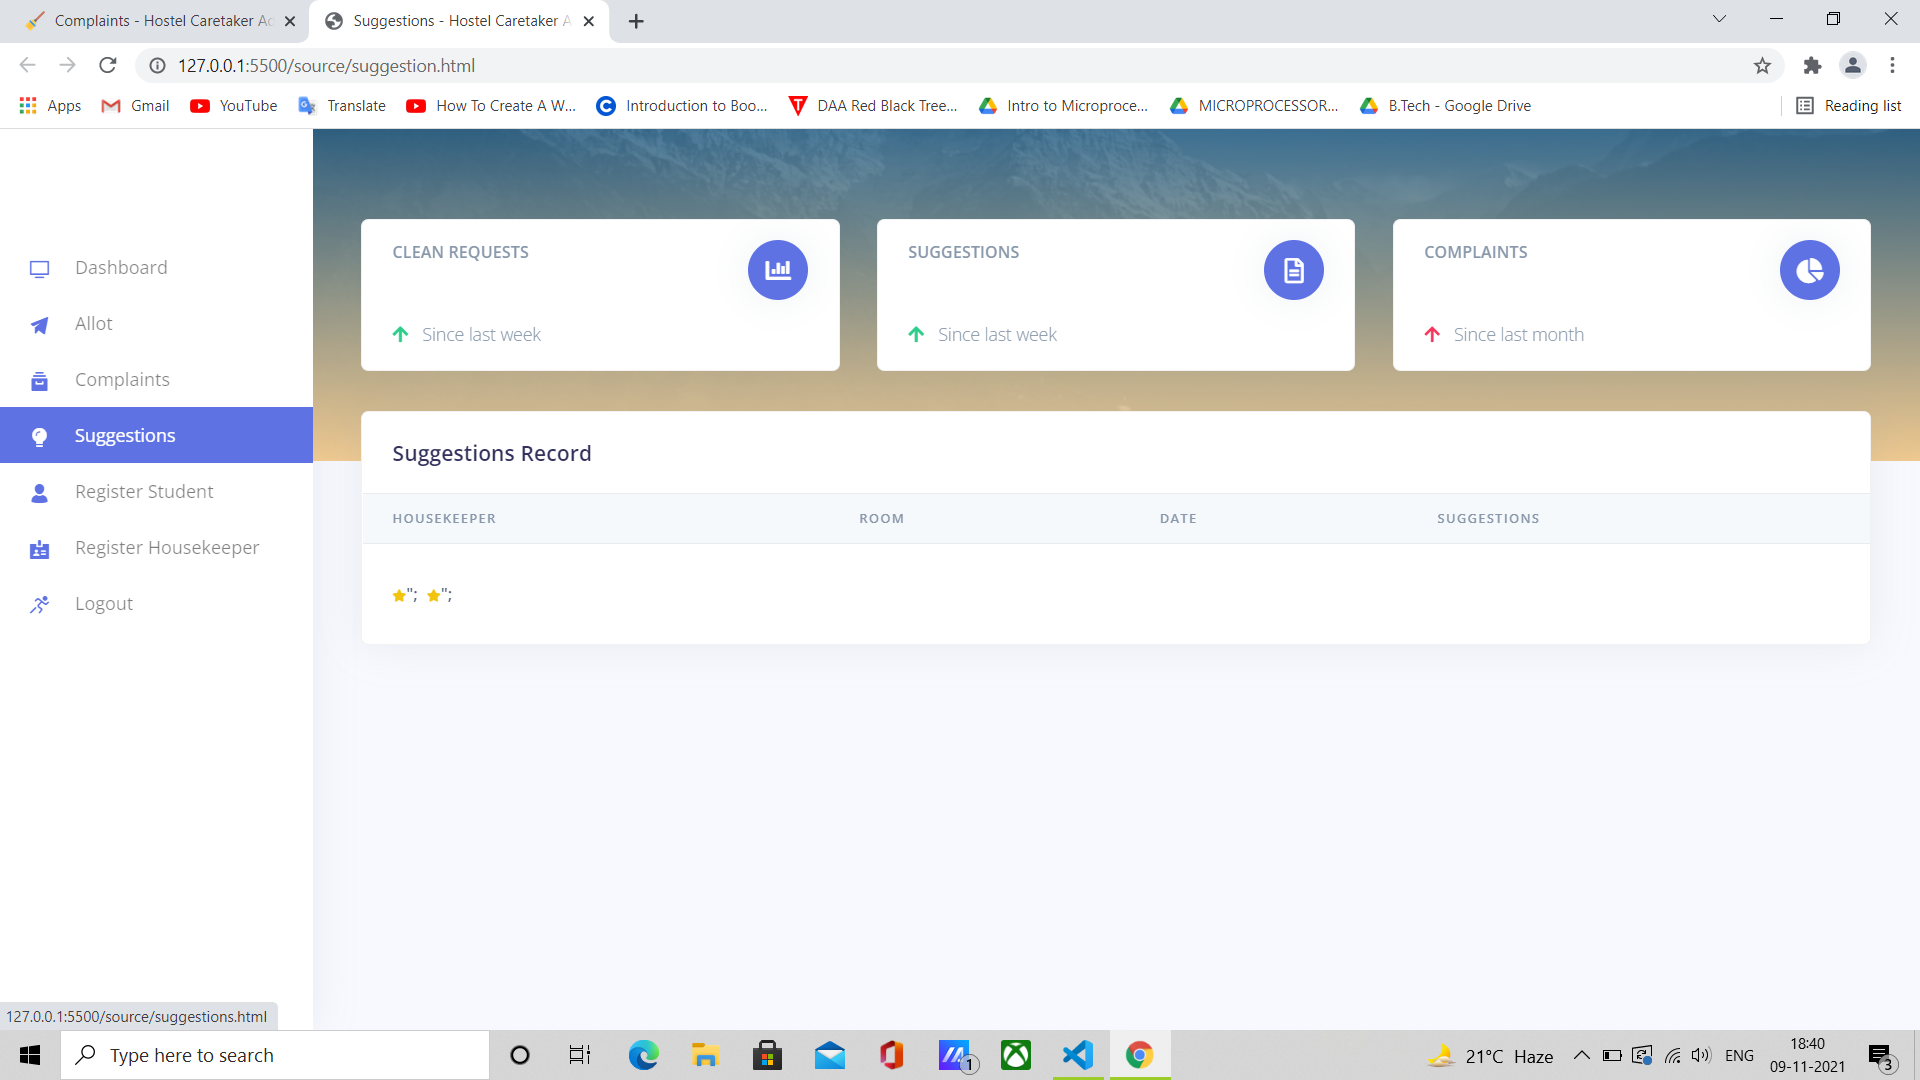 Complaints - Hostel Caretaker Ad
Suggestions - Hostel Caretaker A
127.0.0.1:5500/source/suggestion.html
Apps
Gmail
YouTube
Translate
How To Create A W...
Introduction to Boo...
DAA Red Black Tree...
Intro to Microproce...
MICROPROCESSOR...
B.Tech - Google Drive
Reading list
Dashboard
Allot
Complaints
Suggestions
Register Student
Register Housekeeper
Logout
CLEAN REQUESTS
Since last week
SUGGESTIONS
Since last week
COMPLAINTS
Since last month
Suggestions Record
HOUSEKEEPER ROOM DATE SUGGESTIONS
"; ";
127.0.0.1:5500/source/suggestions.html
Type here to search
1
21°C Haze
ENG
18:40
09-11-2021
3